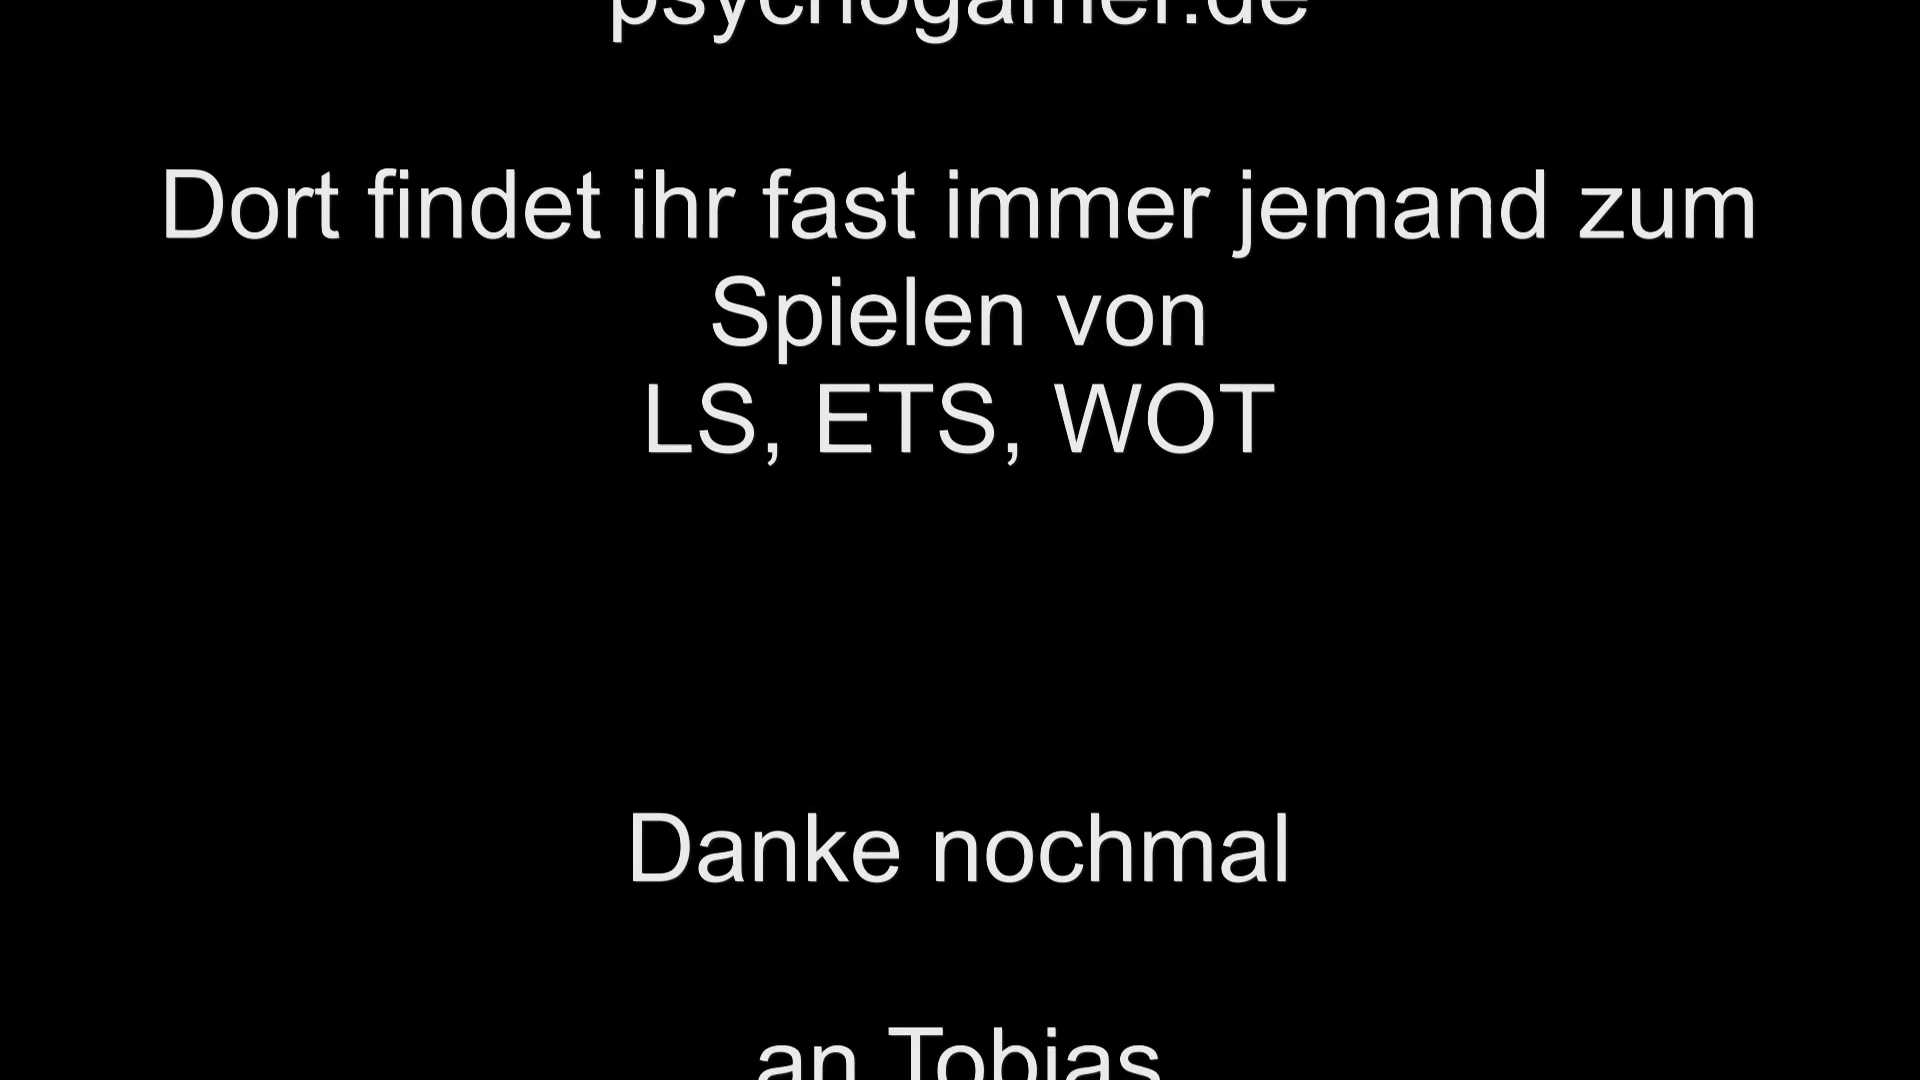 psychogamer.de
Dort findet ihr fast immer jemand zum
Spielen von
LS, ETS, WOT
Danke nochmal
an Tobias